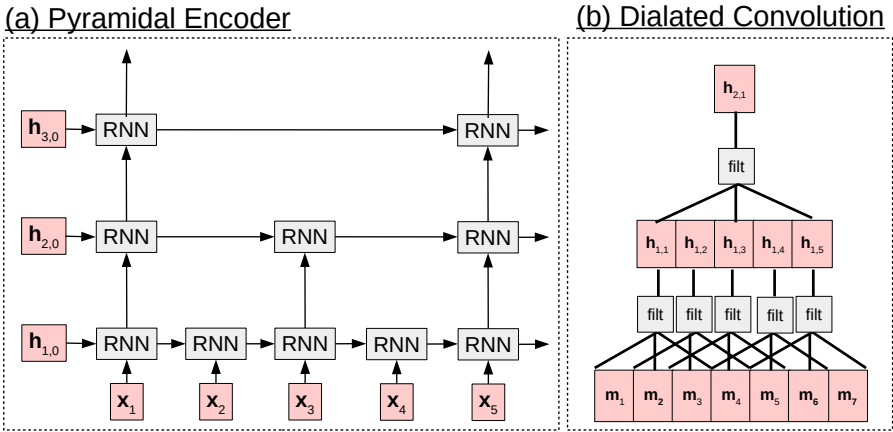 (a) Pyramidal Encoder
h3,0 RNN RNN
h2,0 RNN RNN RNN
h1,0 RNN RNN RNN RNN RNN
x1 x2 x3 x4 x5
(b) Dialated Convolution
h2,1
filt
h1,1 h1,2 h1,3 h1,4 h1,5
filt filt filt filt filt
m1 m2 m3 m4 m5 m6 m7